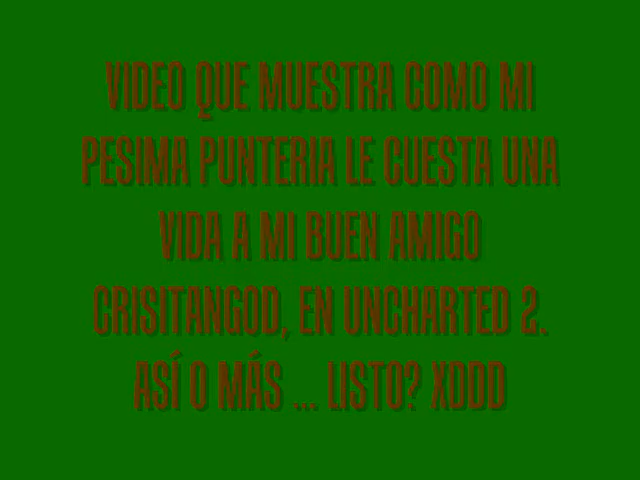 VIDEO QUE MUESTRA COMO MI
PESIMA PUNTERIA LE CUESTA UNA
VIDA A MI BUEN AMIGO
CRISITANGOD, EN UNCHARTED 2.
ASÍ O MÁS ... LISTO? XDDD